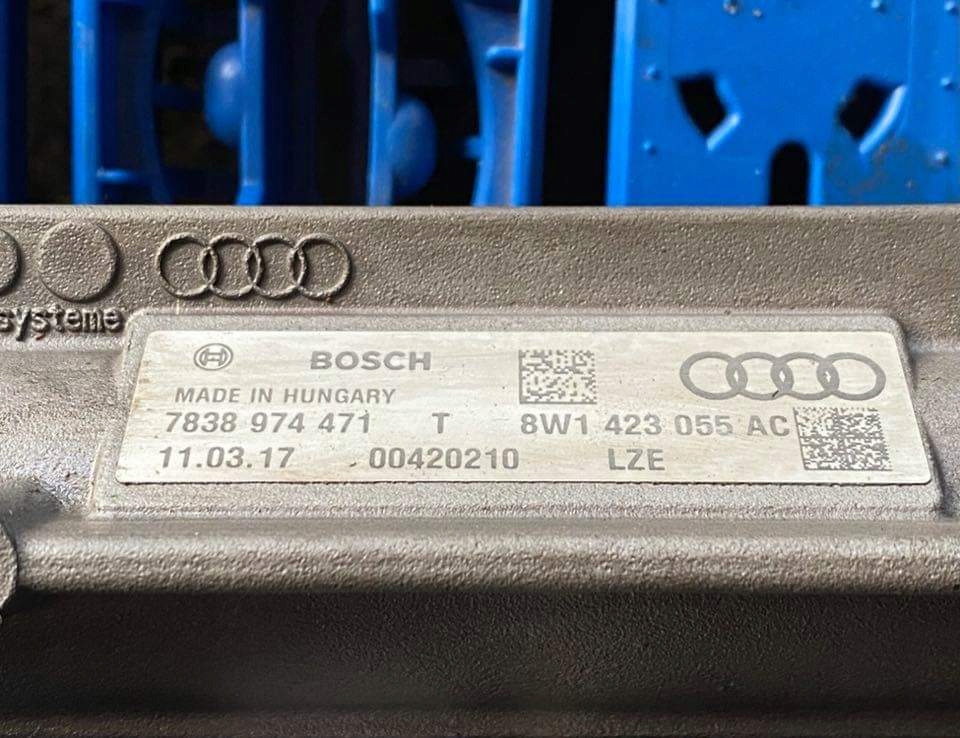 systeme
BOSCH
MADE IN HUNGARY
7838 974 471 T 8W1 423 055 AC
11.03.17 00420210 LZE